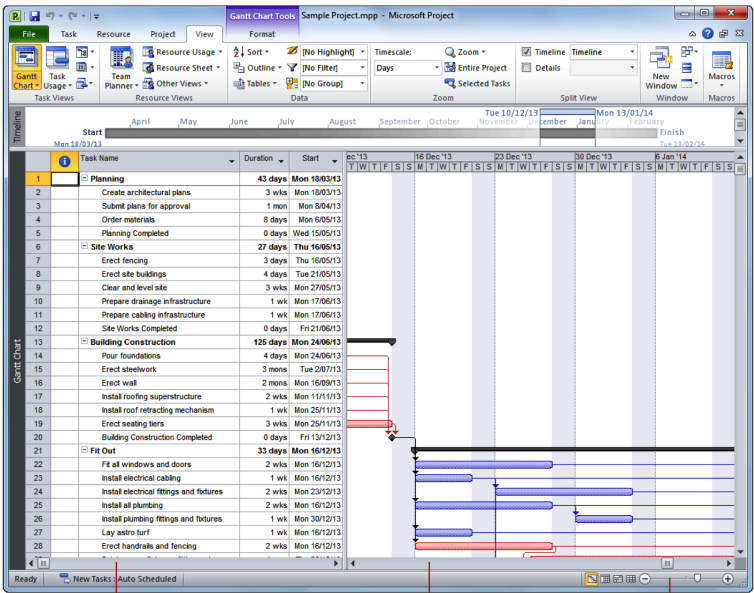 Gantt Chart Tools Sample Project.mpp - Microsoft Project
File Task Resource Project View Format
Gantt Chart Task Usage Team Planner Resource Usage Resource Sheet Other Views Sort Outline Tables [No Highlight] [No Filter] [No Group] Timescale: Days Zoom Entire Project Selected Tasks Timeline Timeline Details New Window Macros
Task Views Resource Views Data Zoom Split View Window Macros
Timeline
Tue 10/12/13 Mon 13/01/14
April May June July August September October November December January February
Start Finish
Mon 18/03/13 Tue 18/02/14
Gantt Chart
Task Name Duration Start ec '13 16 Dec '13 23 Dec '13 30 Dec '13 6 Jan '14
T W T F S S M T W T F S S M T W T F S S M T W T F S S M T W T F S S
1 Planning 43 days Mon 18/03/13
2 Create architectural plans 3 wks Mon 18/03/13
3 Submit plans for approval 1 mon Mon 8/04/13
4 Order materials 8 days Mon 6/05/13
5 Planning Completed 0 days Wed 15/05/13
6 Site Works 27 days Thu 16/05/13
7 Erect fencing 3 days Thu 16/05/13
8 Erect site buildings 4 days Tue 21/05/13
9 Clear and level site 3 wks Mon 27/05/13
10 Prepare drainage infrastructure 1 wk Mon 17/06/13
11 Prepare cabling infrastructure 1 wk Mon 17/06/13
12 Site Works Completed 0 days Fri 21/06/13
13 Building Construction 125 days Mon 24/06/13
14 Pour foundations 4 days Mon 24/06/13
15 Erect steelwork 3 mons Tue 2/07/13
16 Erect wall 2 mons Mon 16/09/13
17 Install roofing superstructure 2 wks Mon 11/11/13
18 Install roof retracting mechanism 1 wk Mon 25/11/13
19 Erect seating tiers 3 wks Mon 25/11/13
20 Building Construction Completed 0 days Fri 13/12/13
21 Fit Out 33 days Mon 16/12/13
22 Fit all windows and doors 2 wks Mon 16/12/13
23 Install electrical cabling 1 wk Mon 16/12/13
24 Install electrical fittings and fixtures 2 wks Mon 23/12/13
25 Install all plumbing 2 wks Mon 16/12/13
26 Install plumbing fittings and fixtures 1 wk Mon 30/12/13
27 Lay astro turf 1 wk Mon 16/12/13
28 Erect handrails and fencing 2 wks Mon 16/12/13
Ready New Tasks : Auto Scheduled